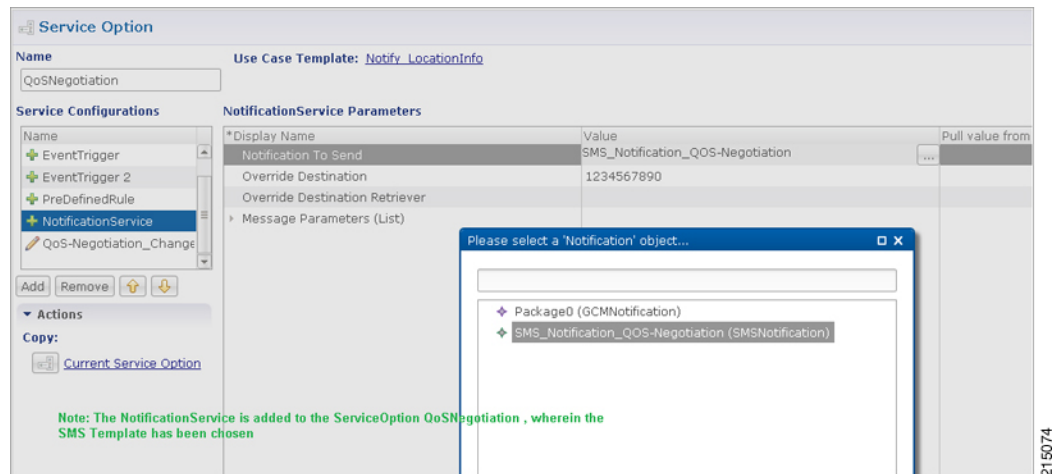 Service Option
Name
Use Case Template: Notify_LocationInfo
QoSNegotiation
Service Configurations
NotificationService Parameters
Name
*Display Name
Value
Pull value from
EventTrigger
Notification To Send
SMS_Notification_QOS-Negotiation
...
EventTrigger 2
Override Destination
1234567890
PreDefinedRule
Override Destination Retriever
NotificationService
Message Parameters (List)
QoS-Negotiation_Change
Please select a 'Notification' object...
Add
Remove
Package0 (GCMNotification)
SMS_Notification_QOS-Negotiation (SMSNotification)
Actions
Copy:
Current Service Option
Note: The NotificationService is added to the ServiceOption QoSNegotiation , wherein the
SMS Template has been chosen
215074